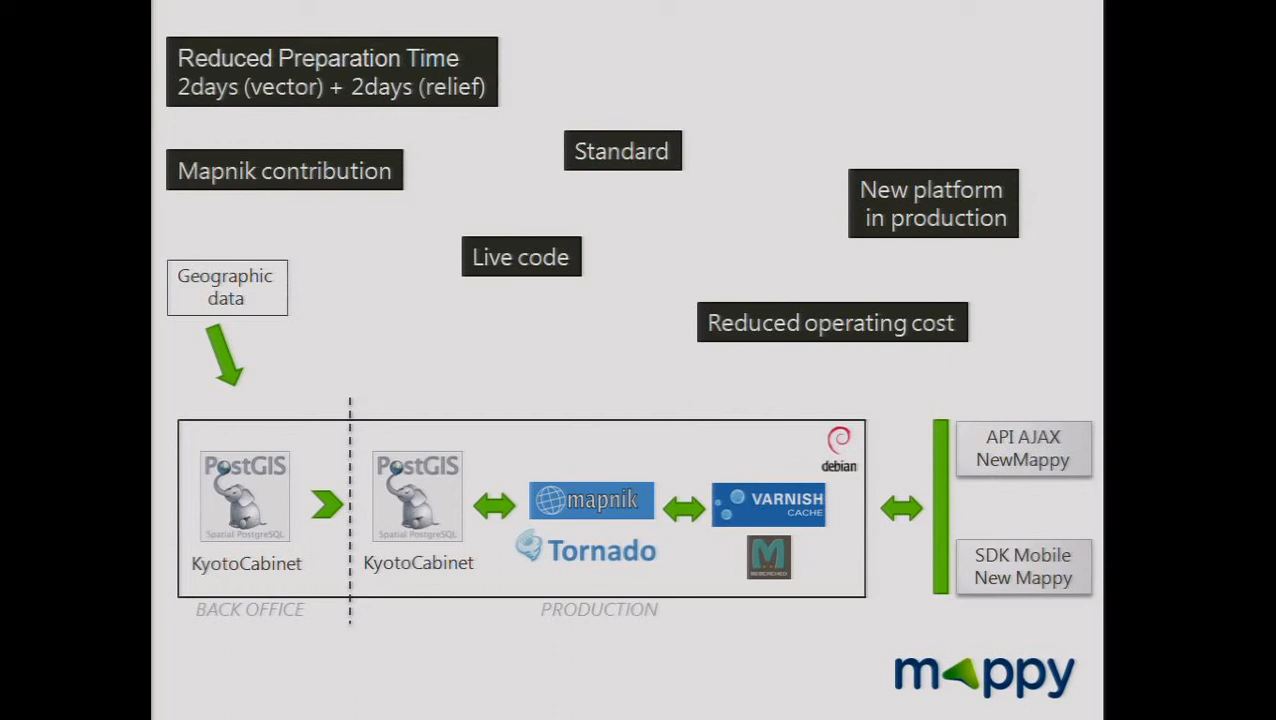 Reduced Preparation Time
2days (vector) + 2days (relief)
Standard
Mapnik contribution
New platform
in production
Live code
Geographic
data
Reduced operating cost
PostGIS
Spatial PostgreSQL
KyotoCabinet
BACK OFFICE
PostGIS
Spatial PostgreSQL
KyotoCabinet
mapnik
Tornado
VARNISH
CACHE
MEMCACHED
debian
PRODUCTION
API AJAX
NewMappy
SDK Mobile
New Mappy
mappy